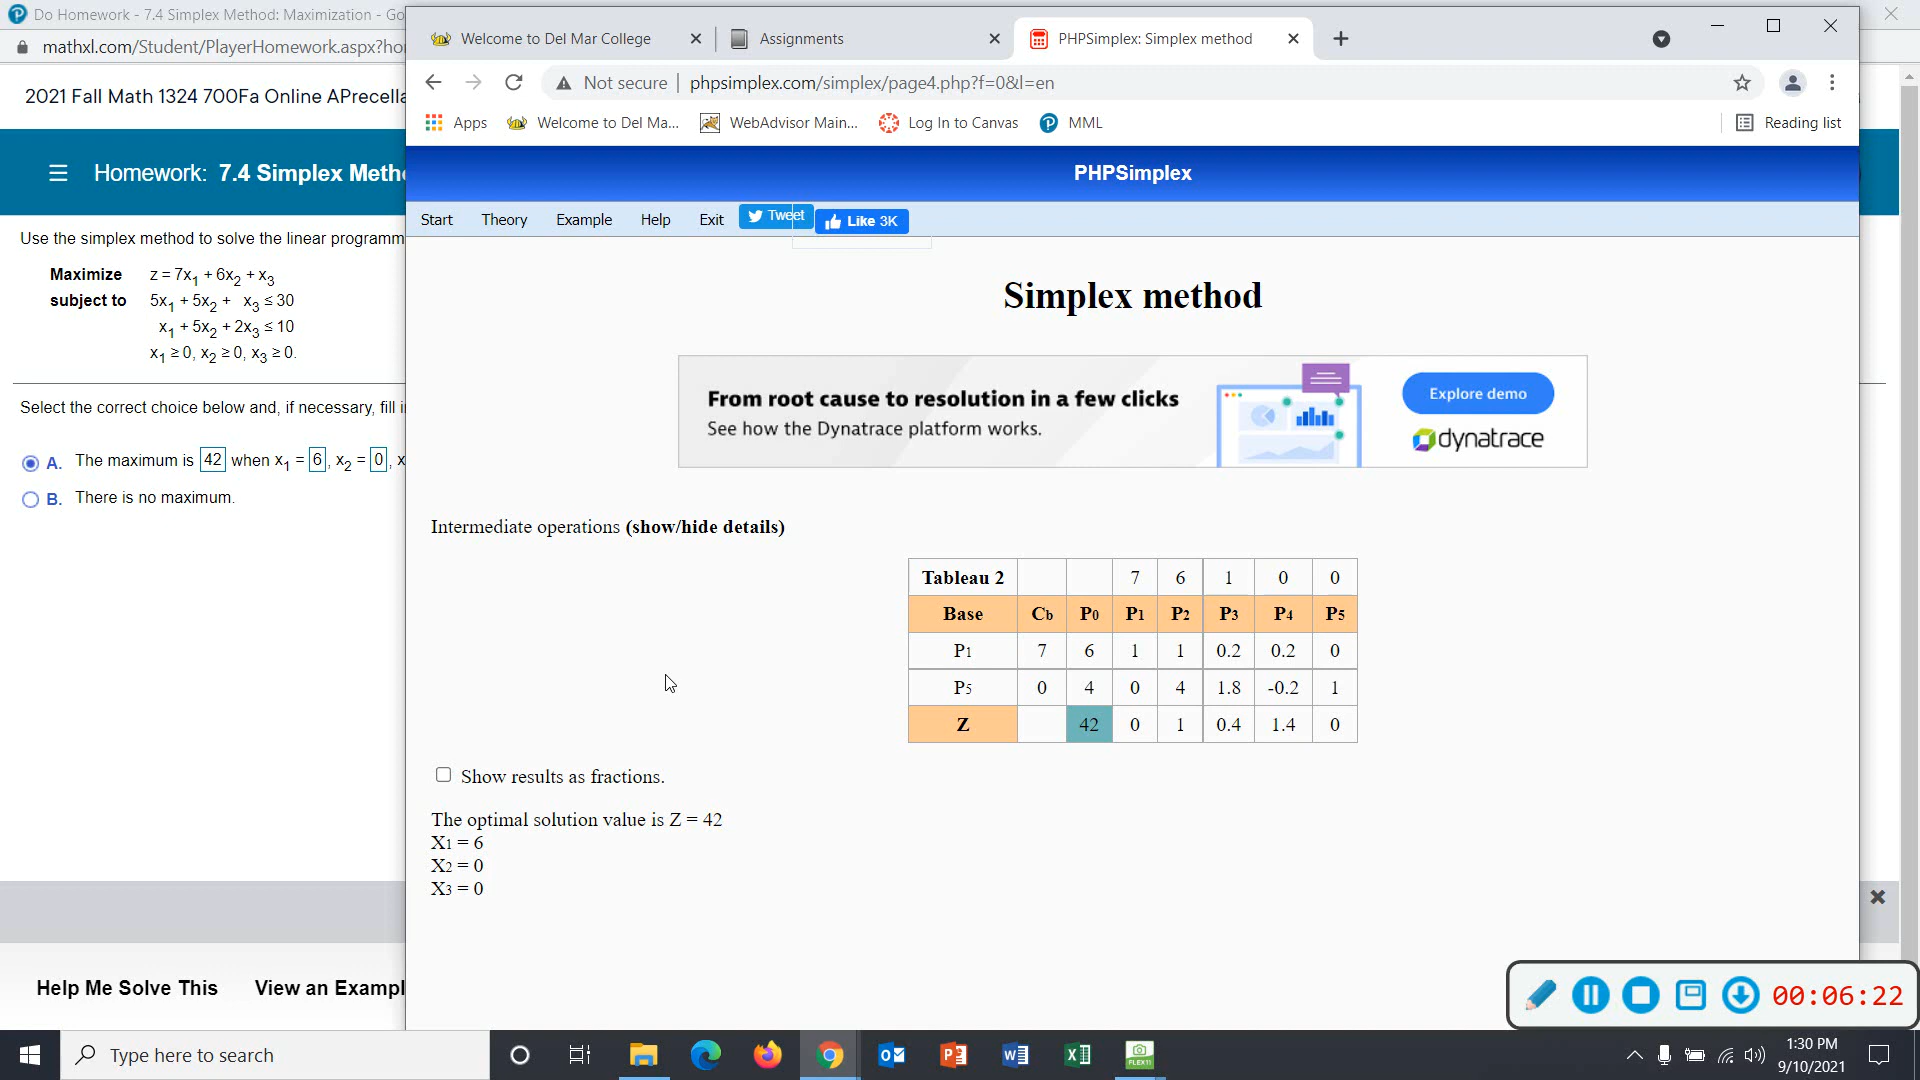 Do Homework - 7.4 Simplex Method: Maximization - Go
mathxl.com/Student/PlayerHomework.aspx?ho
2021 Fall Math 1324 700Fa Online APrecella
Homework: 7.4 Simplex Meth
Use the simplex method to solve the linear programm
Maximize z = 7x1 + 6x2 + x3
subject to 5x1 + 5x2 + x3 ≤ 30
x1 + 5x2 + 2x3 ≤ 10
x1 ≥ 0, x2 ≥ 0, x3 ≥ 0.
Select the correct choice below and, if necessary, fill i
A. The maximum is 42 when x1 = 6, x2 = 0, x
B. There is no maximum.
Help Me Solve This View an Exampl
Welcome to Del Mar College
Assignments
PHPSimplex: Simplex method
Not secure phpsimplex.com/simplex/page4.php?f=0&l=en
Apps Welcome to Del Ma... WebAdvisor Main... Log In to Canvas MML Reading list
PHPSimplex
Start Theory Example Help Exit Tweet Like 3K
Simplex method
From root cause to resolution in a few clicks
See how the Dynatrace platform works.
Explore demo
dynatrace
Intermediate operations (show/hide details)
Tableau 2 7 6 1 0 0
Base Cb P0 P1 P2 P3 P4 P5
P1 7 6 1 1 0.2 0.2 0
P5 0 4 0 4 1.8 -0.2 1
Z 42 0 1 0.4 1.4 0
Show results as fractions.
The optimal solution value is Z = 42
X1 = 6
X2 = 0
X3 = 0
00:06:22
Type here to search
1:30 PM
9/10/2021